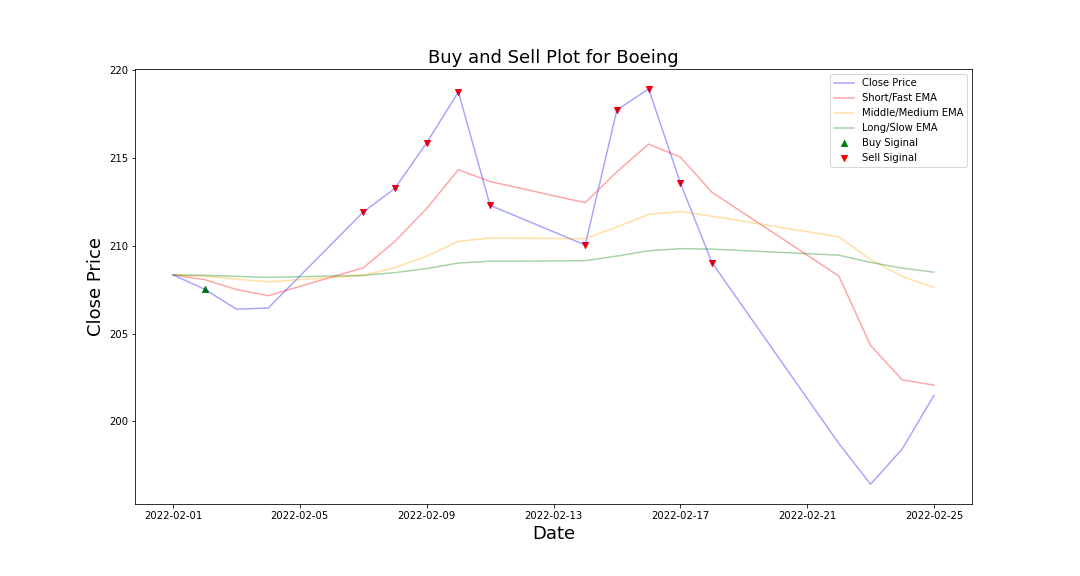 Buy and Sell Plot for Boeing
Close Price
Short/Fast EMA
Middle/Medium EMA
Long/Slow EMA
Buy Siginal
Sell Siginal
220
215
210
205
200
Close Price
2022-02-01 2022-02-05 2022-02-09 2022-02-13 2022-02-17 2022-02-21 2022-02-25
Date